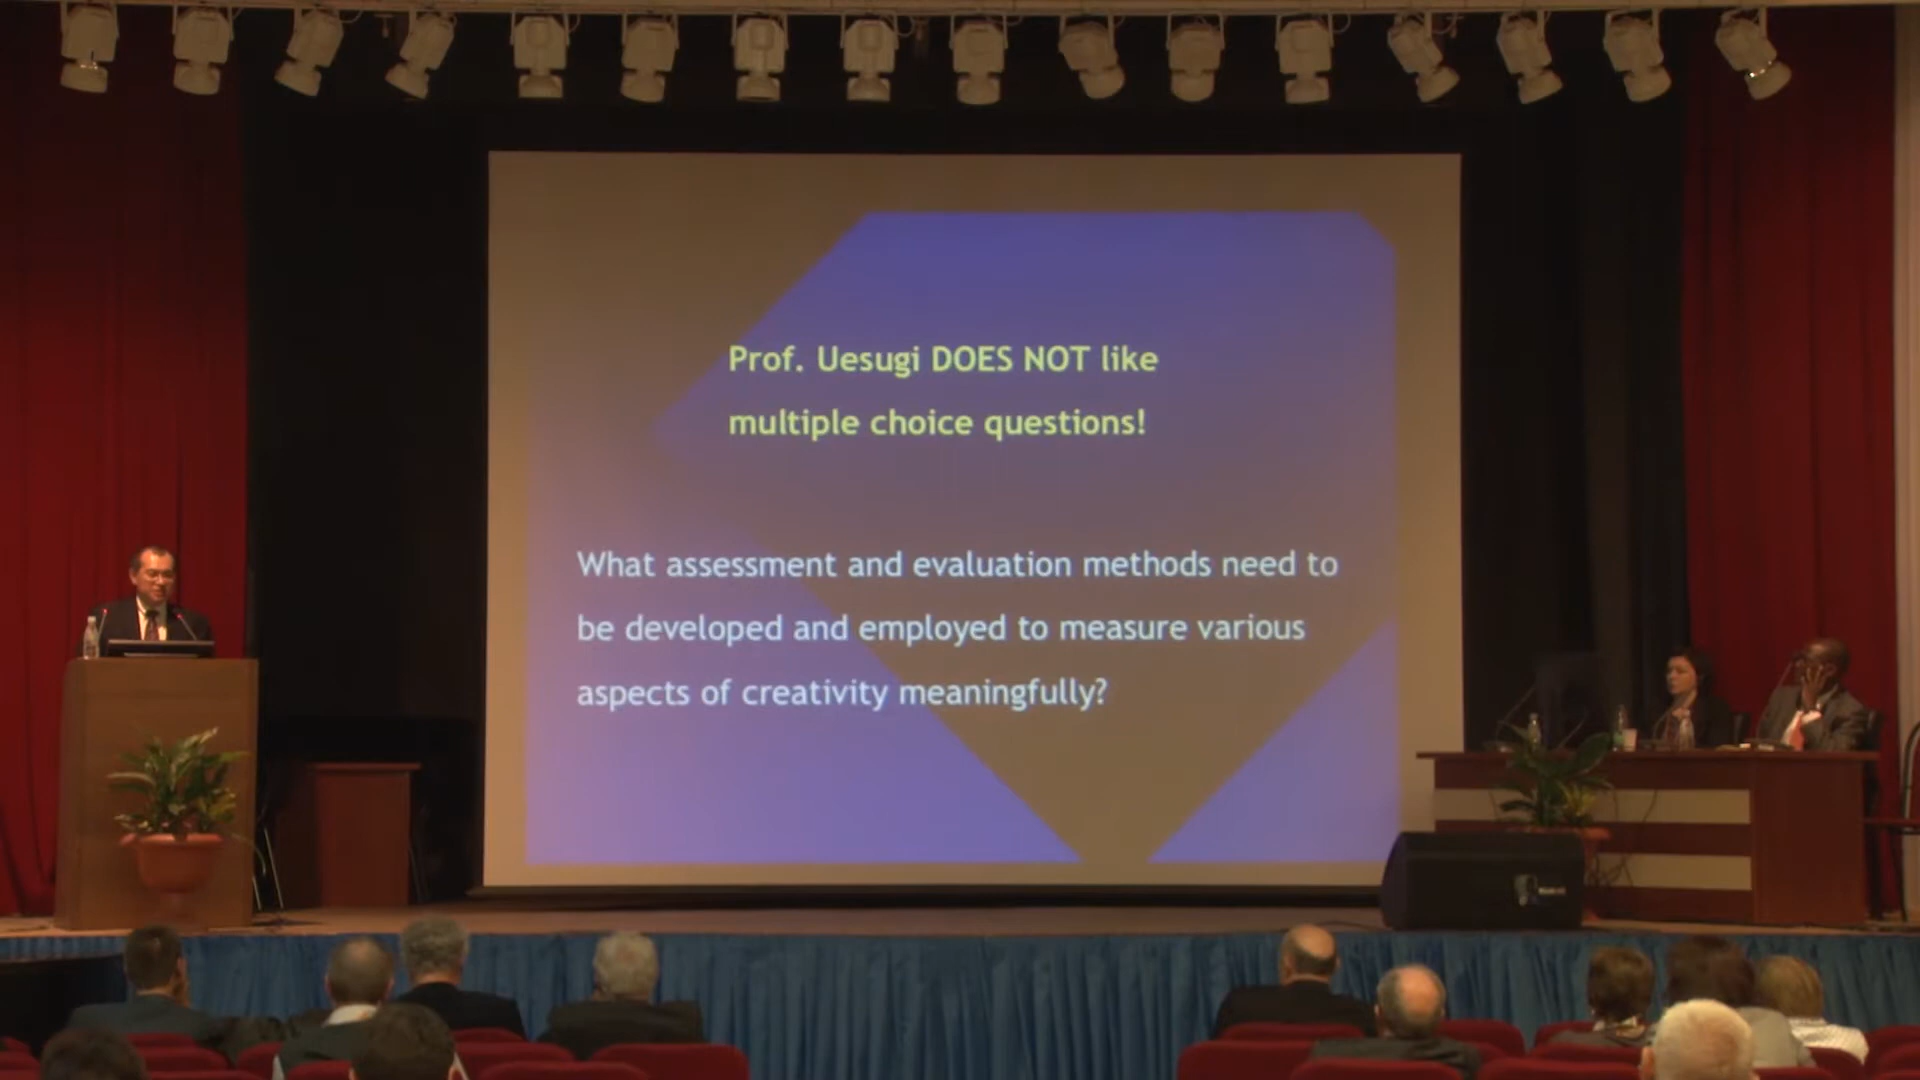 Prof. Uesugi DOES NOT like
multiple choice questions!
What assessment and evaluation methods need to
be developed and employed to measure various
aspects of creativity meaningfully?